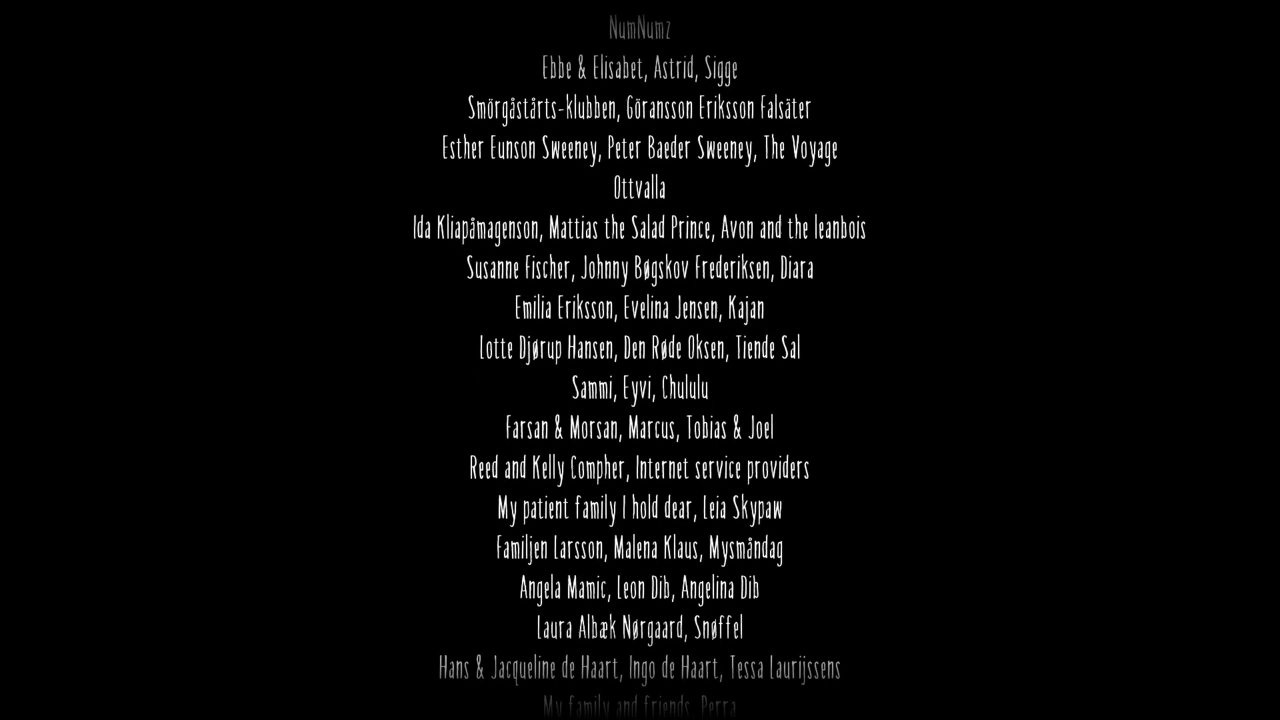 NumNumz
Ebbe & Elisabet, Astrid, Sigge
Smörgåstårts-klubben, Göransson Eriksson Falsäter
Esther Eunson Sweeney, Peter Baeder Sweeney, The Voyage
Ottvalla
Ida Kliapåmagenson, Mattias the Salad Prince, Avon and the leanbois
Susanne Fischer, Johnny Bøgskov Frederiksen, Diara
Emilia Eriksson, Evelina Jensen, Kajan
Lotte Djørup Hansen, Den Røde Oksen, Tiende Sal
Sammi, Eyvi, Chululu
Farsan & Morsan, Marcus, Tobias & Joel
Reed and Kelly Compher, Internet service providers
My patient family I hold dear, Leia Skypaw
Familjen Larsson, Malena Klaus, Mysmåndag
Angela Mamic, Leon Dib, Angelina Dib
Laura Albæk Nørgaard, Snøffel
Hans & Jacqueline de Haart, Ingo de Haart, Tessa Laurijssens
My family and friends, Perra